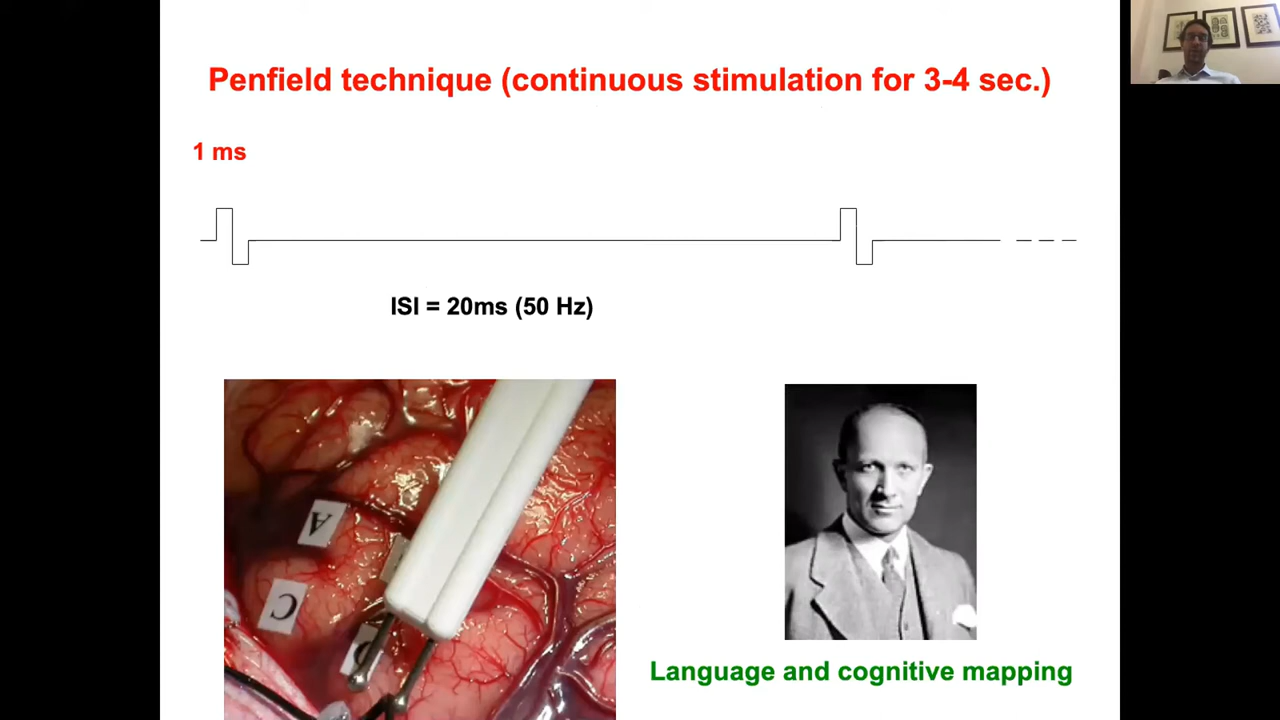 Penfield technique (continuous stimulation for 3-4 sec.)
1 ms
ISI = 20ms (50 Hz)
A
C
Language and cognitive mapping